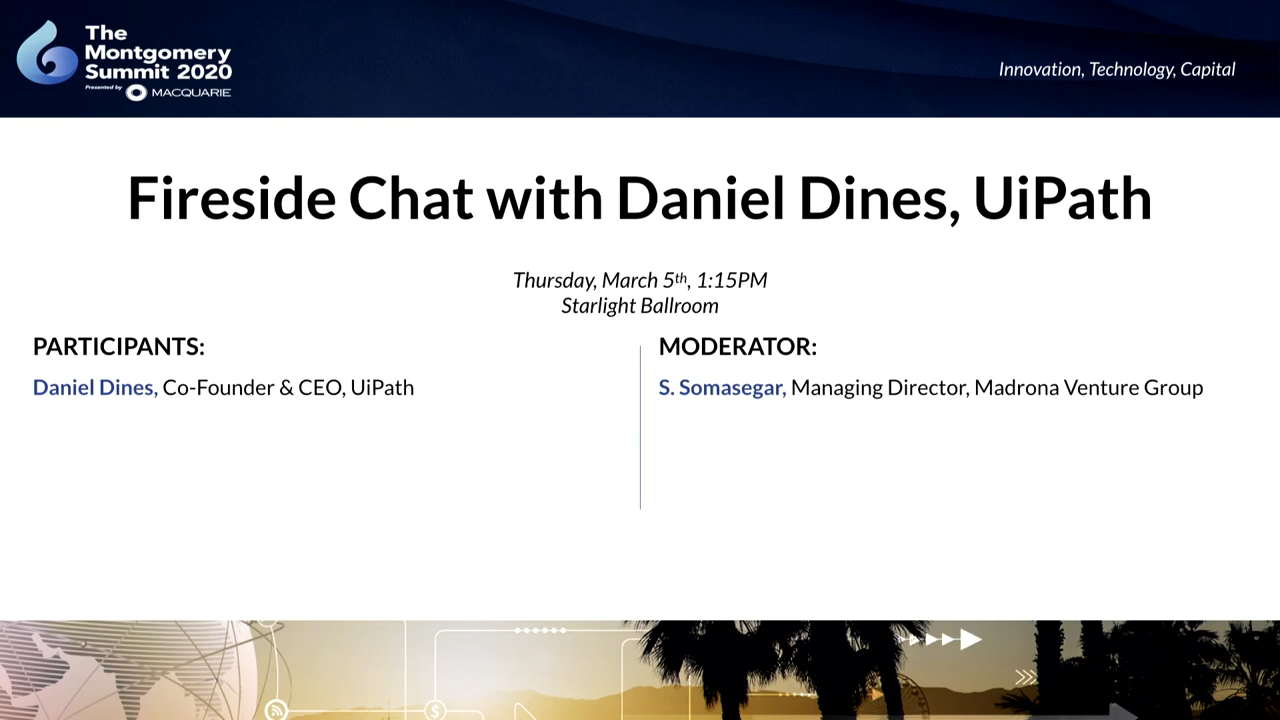 The
Montgomery
Summit 2020
Presented by MACQUARIE
Innovation, Technology, Capital
Fireside Chat with Daniel Dines, UiPath
Thursday, March 5th, 1:15PM
Starlight Ballroom
PARTICIPANTS:
Daniel Dines, Co-Founder & CEO, UiPath
MODERATOR:
S. Somasegar, Managing Director, Madrona Venture Group
$